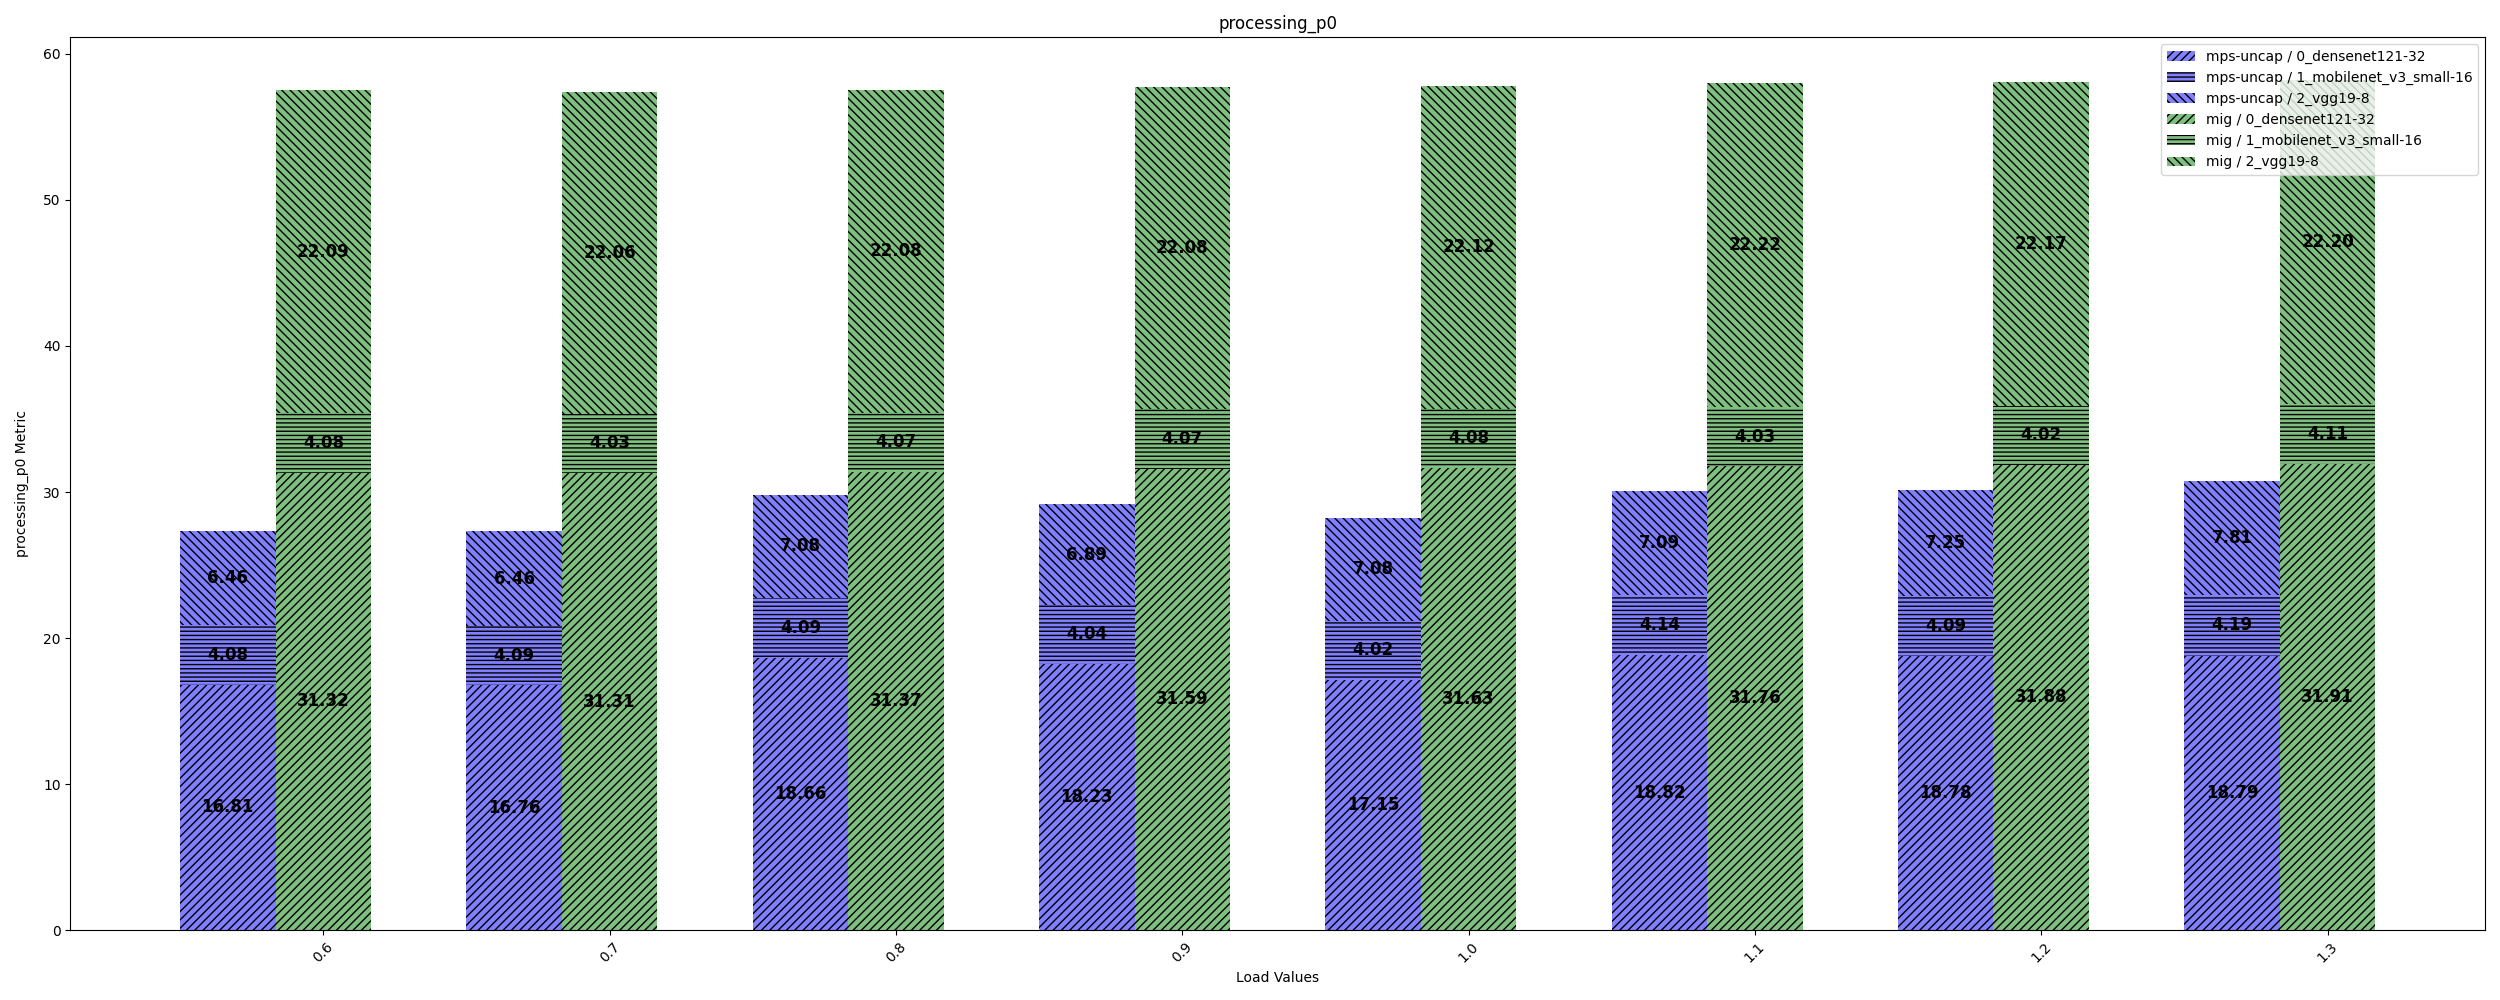 processing_p0
processing_p0 Metric
60
50
40
30
20
10
0
mps-uncap / 0_densenet121-32
mps-uncap / 1_mobilenet_v3_small-16
mps-uncap / 2_vgg19-8
mig / 0_densenet121-32
mig / 1_mobilenet_v3_small-16
mig / 2_vgg19-8
22.09 22.06 22.08 22.08 22.12 22.22 22.17 22.20
4.08 4.03 4.07 4.07 4.08 4.03 4.02 4.11
6.46 6.46 7.08 6.89 7.08 7.09 7.25 7.81
4.08 4.09 4.09 4.04 4.02 4.14 4.09 4.19
31.32 31.31 31.37 31.59 31.63 31.76 31.88 31.91
16.81 16.76 18.66 18.23 17.15 18.82 18.78 18.79
0.6 0.7 0.8 0.9 1.0 1.1 1.2 1.3
Load Values